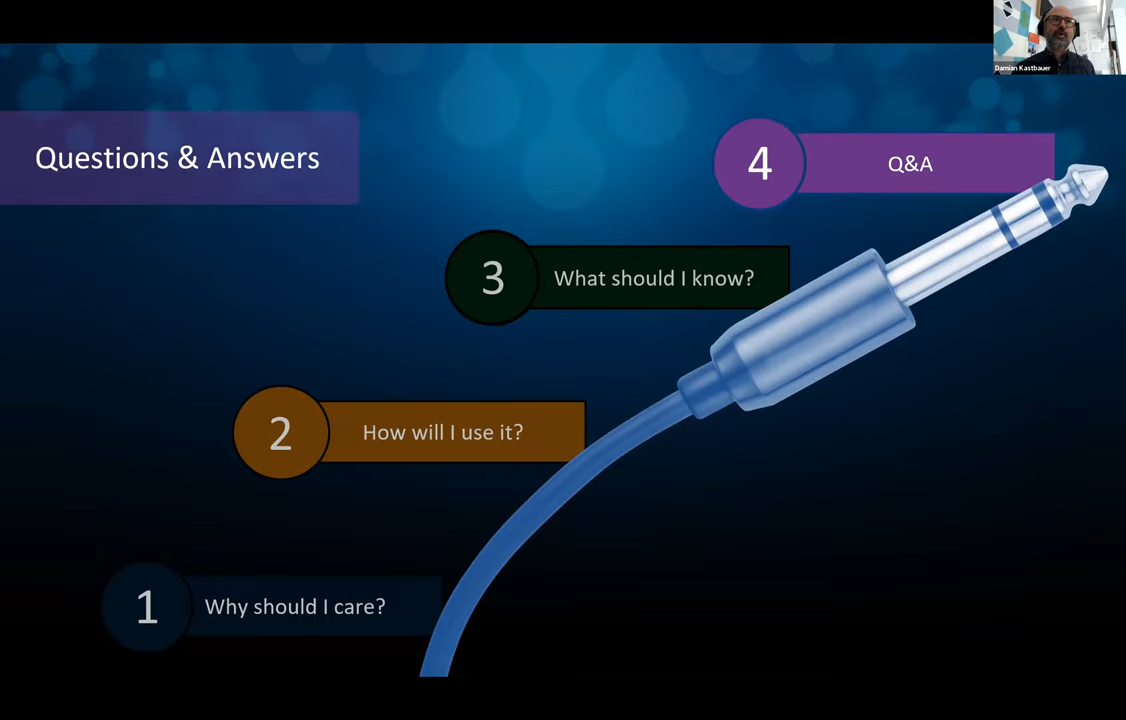 Damian Kastbauer
Questions & Answers
4
Q&A
3
What should I know?
2
How will I use it?
1
Why should I care?